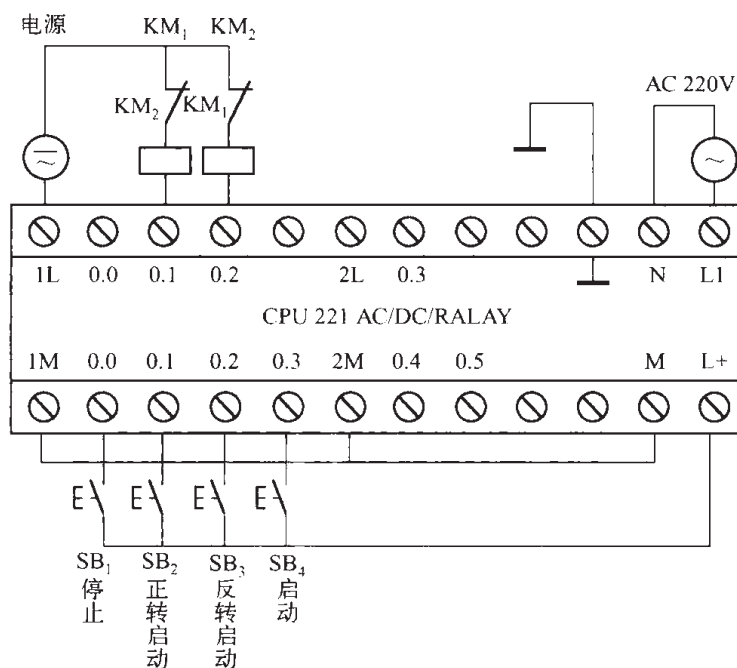 电源 KM₁ KM₂
AC 220V
KM₂ KM₁
1L 0.0 0.1 0.2 2L 0.3 N L1
CPU 221 AC/DC/RALAY
1M 0.0 0.1 0.2 0.3 2M 0.4 0.5 M L+
SB₁ SB₂ SB₃ SB₄
停止 正转启动 反转启动 启动